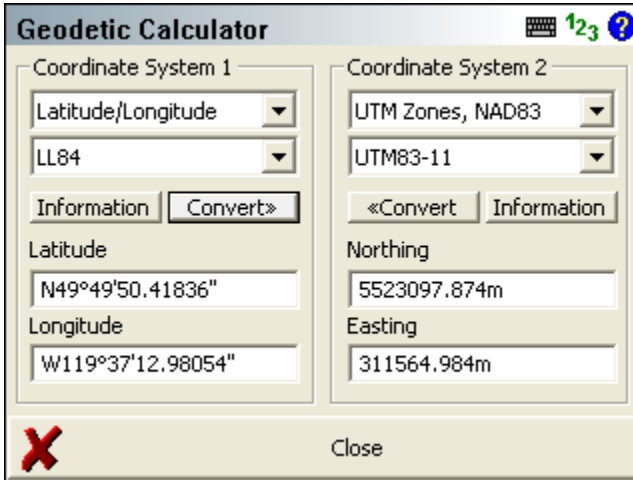 Geodetic Calculator
123
?
Coordinate System 1
Latitude/Longitude
LL84
Information
Convert»
Latitude
N49°49'50.41836"
Longitude
W119°37'12.98054"
Coordinate System 2
UTM Zones, NAD83
UTM83-11
«Convert
Information
Northing
5523097.874m
Easting
311564.984m
Close